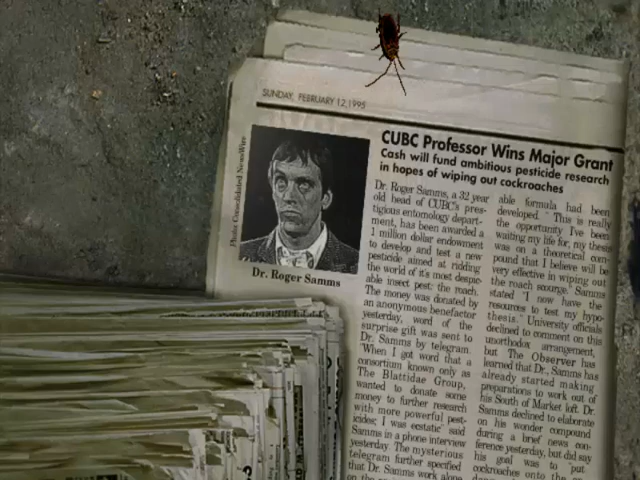 SUNDAY, FEBRUARY 12, 1995
CUBC Professor Wins Major Grant
Cash will fund ambitious pesticide research
in hopes of wiping out cockroaches
Photo Consolidated NewsWire
Dr. Roger Samms
Dr. Roger Samms, a 32 year
old head of CUBC's pres-
tigious entomology depart-
ment, has been awarded a
1 million dollar endowment
to develop and test a new
pesticide aimed at ridding
the world of it's most despic-
able insect pest: the roach.
The money was donated by
an anonymous benefactor
yesterday, word of the
surprise gift was sent to
Dr. Samms by telegram.
"When I got word that a
consortium known only as
The Blattidae Group,
wanted to donate some
money to further research
with more powerful pest-
icides; I was ecstatic" said
Samms in a phone interview
yesterday. The mysterious
telegram further specified
that Dr. Samms work alone
able formula had been
developed. " This is really
the opportunity I've been
waiting my life for, my thesis
was on a theoretical com-
pound that I believe will be
very effective in wiping out
the roach scourge." Samms
stated "I now have the
resources to test my hypo-
thesis." University officials
declined to comment on this
unorthodox arrangement,
but The Observer has
learned that Dr. Samms has
already started making
preparations to work out of
his South of Market loft. Dr.
Samms declined to elaborate
on his wonder compound
during a brief news con-
ference yesterday, but did say
his goal was to "put
cockroaches onto the